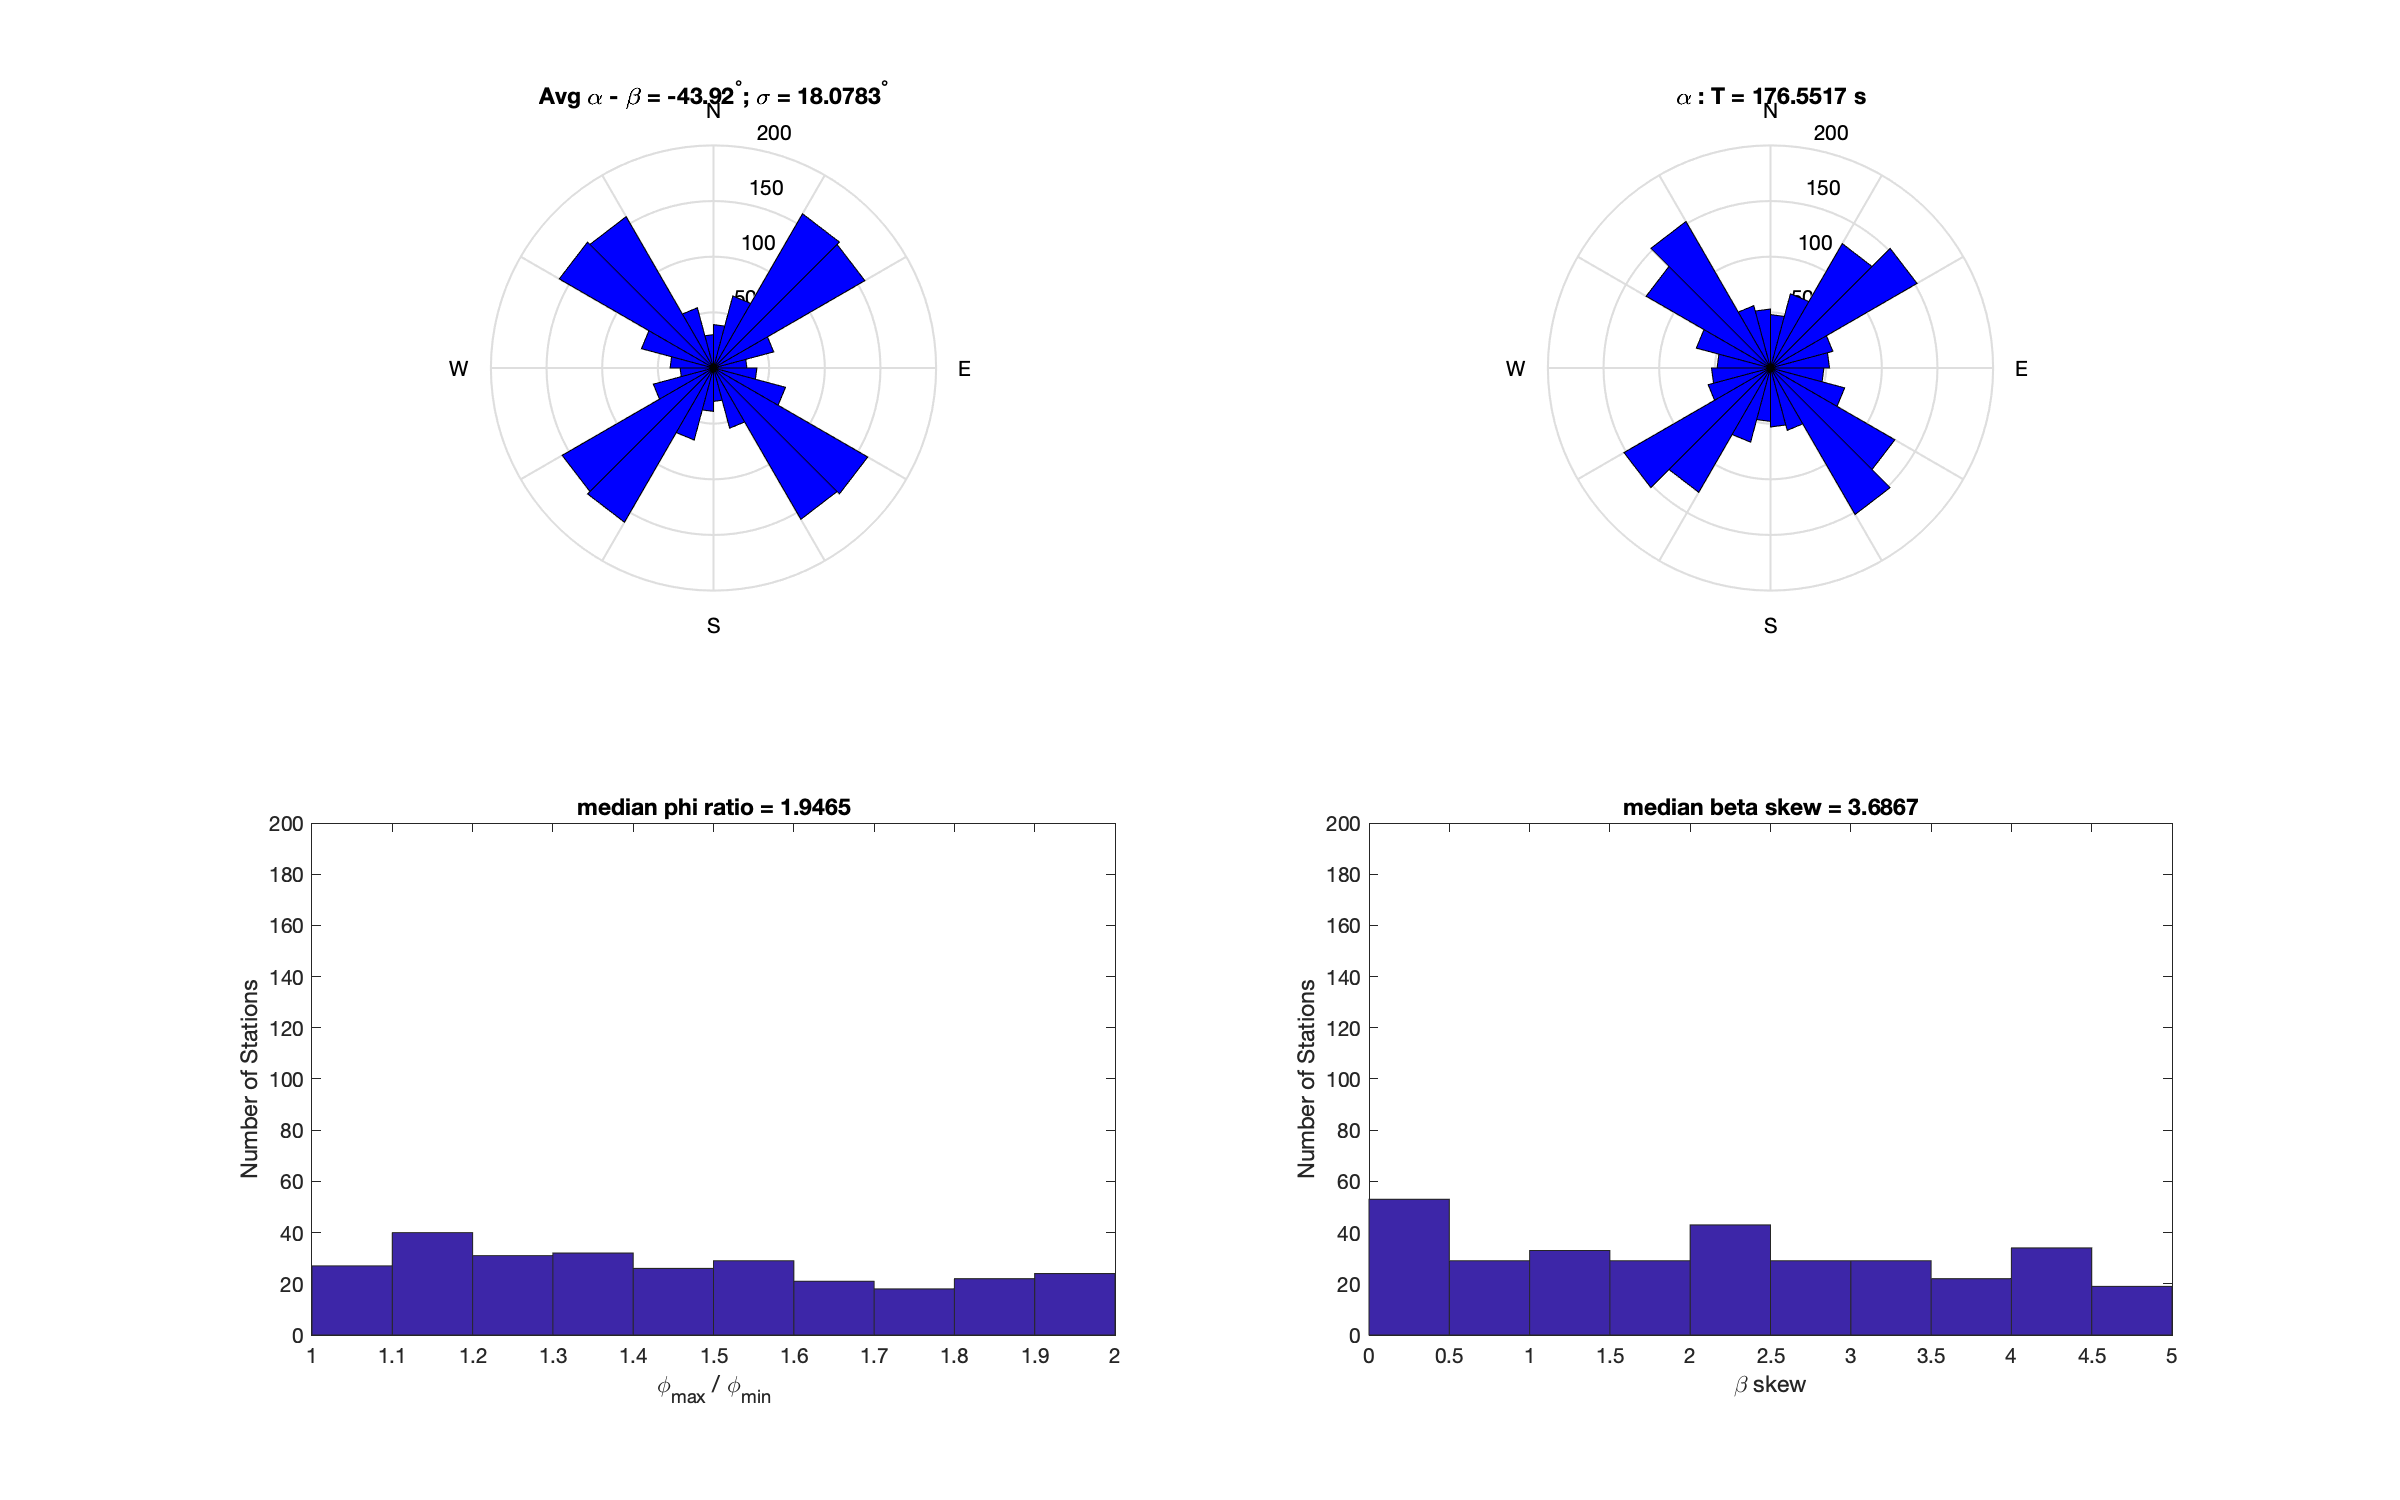 Avg α - β = -43.92°; σ = 18.0783°
N
200
150
100
50
W
E
S
α : T = 176.5517 s
N
200
150
100
50
W
E
S
median phi ratio = 1.9465
200
180
160
140
120
100
80
60
40
20
0
Number of Stations
1 1.1 1.2 1.3 1.4 1.5 1.6 1.7 1.8 1.9 2
ϕmax / ϕmin
median beta skew = 3.6867
200
180
160
140
120
100
80
60
40
20
0
Number of Stations
0 0.5 1 1.5 2 2.5 3 3.5 4 4.5 5
β skew